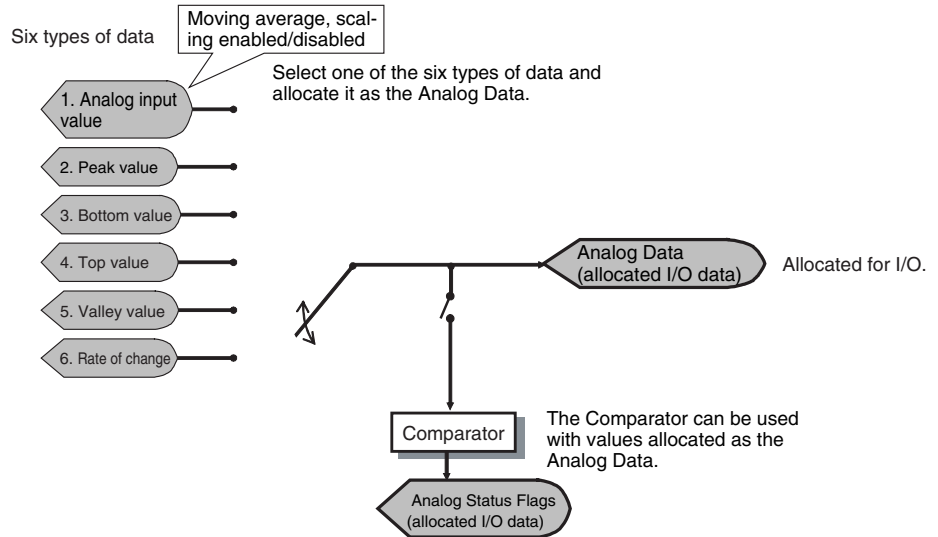 Six types of data
Moving average, scal-
ing enabled/disabled
Select one of the six types of data and
allocate it as the Analog Data.
1. Analog input
value
2. Peak value
3. Bottom value
4. Top value
5. Valley value
6. Rate of change
Analog Data
(allocated I/O data)
Allocated for I/O.
Comparator
The Comparator can be used
with values allocated as the
Analog Data.
Analog Status Flags
(allocated I/O data)